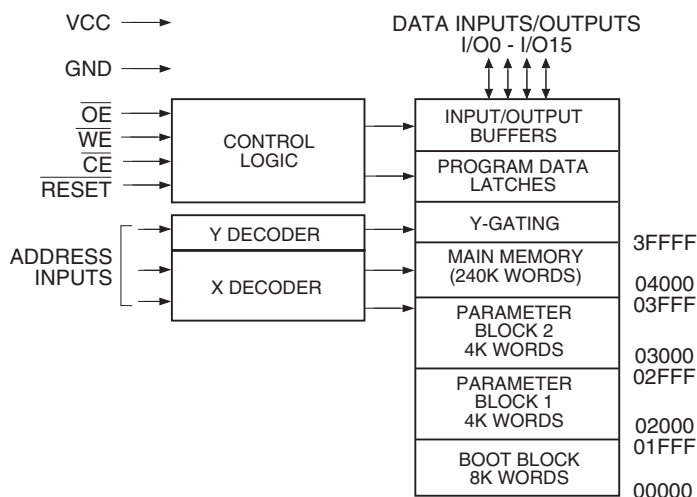 VCC
GND
OE
WE
CE
RESET
ADDRESS
INPUTS
CONTROL
LOGIC
Y DECODER
X DECODER
DATA INPUTS/OUTPUTS
I/O0 - I/O15
INPUT/OUTPUT
BUFFERS
PROGRAM DATA
LATCHES
Y-GATING
MAIN MEMORY
(240K WORDS)
PARAMETER
BLOCK 2
4K WORDS
PARAMETER
BLOCK 1
4K WORDS
BOOT BLOCK
8K WORDS
3FFFF
04000
03FFF
03000
02FFF
02000
01FFF
00000